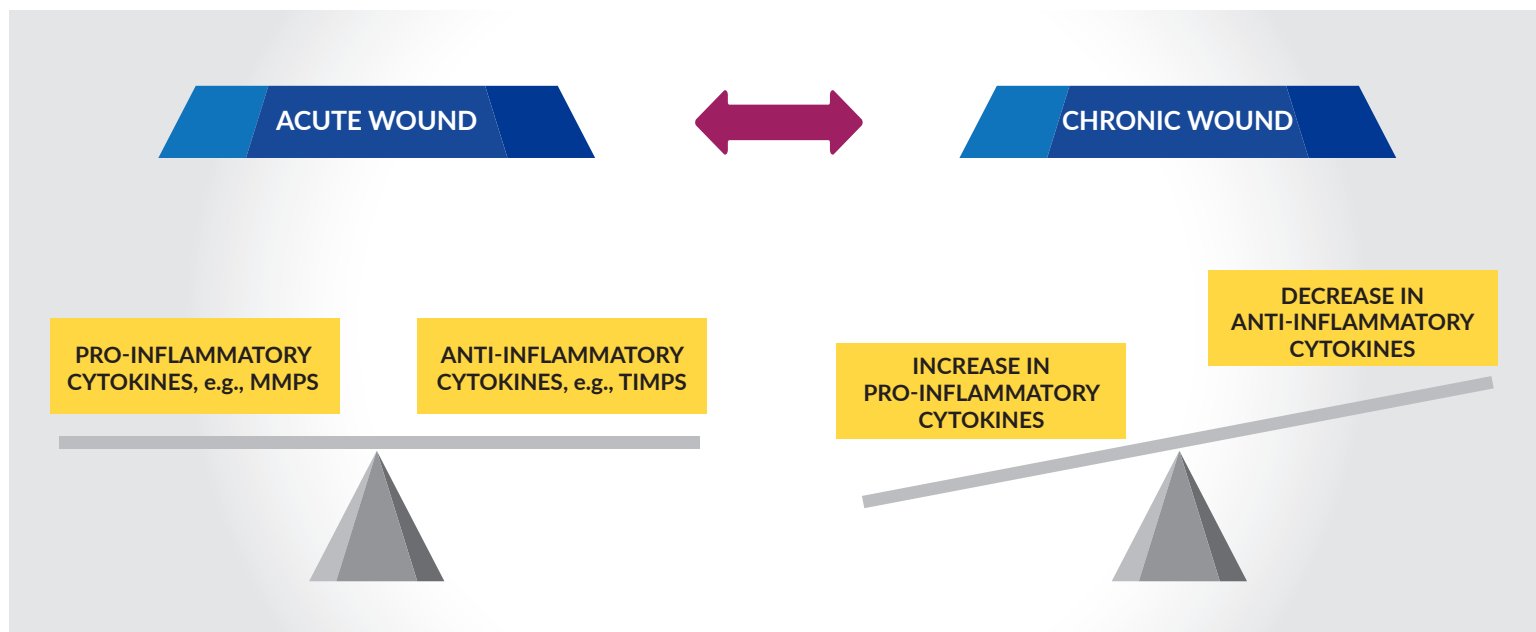 ACUTE WOUND
CHRONIC WOUND
PRO-INFLAMMATORY
CYTOKINES, e.g., MMPS
ANTI-INFLAMMATORY
CYTOKINES, e.g., TIMPS
INCREASE IN
PRO-INFLAMMATORY
CYTOKINES
DECREASE IN
ANTI-INFLAMMATORY
CYTOKINES